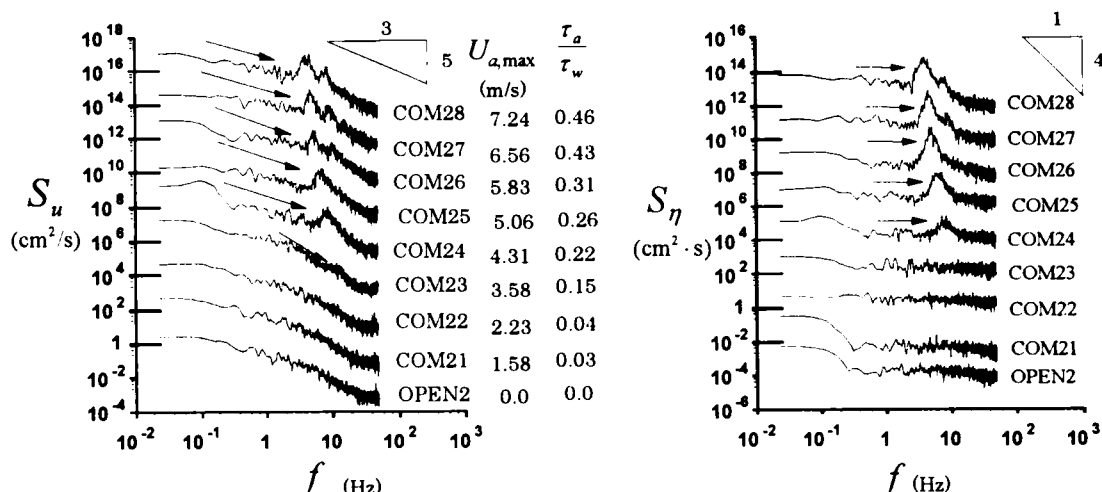 10^18
10^16
10^14
10^12
10^10
10^8
10^6
10^4
10^2
1
10^-2
10^-4
S_u
(cm^2/s)
10^-2 10^-1 1 10^1 10^2 10^3
f (Hz)
3
5
U_a,max τ_a/τ_w
(m/s)
COM28 7.24 0.46
COM27 6.56 0.43
COM26 5.83 0.31
COM25 5.06 0.26
COM24 4.31 0.22
COM23 3.58 0.15
COM22 2.23 0.04
COM21 1.58 0.03
OPEN2 0.0 0.0
10^16
10^14
10^12
10^10
10^8
10^6
10^4
10^2
1
10^-2
10^-4
10^-6
S_η
(cm^2 · s)
10^-2 10^-1 1 10^1 10^2 10^3
f (Hz)
1
4
COM28
COM27
COM26
COM25
COM24
COM23
COM22
COM21
OPEN2